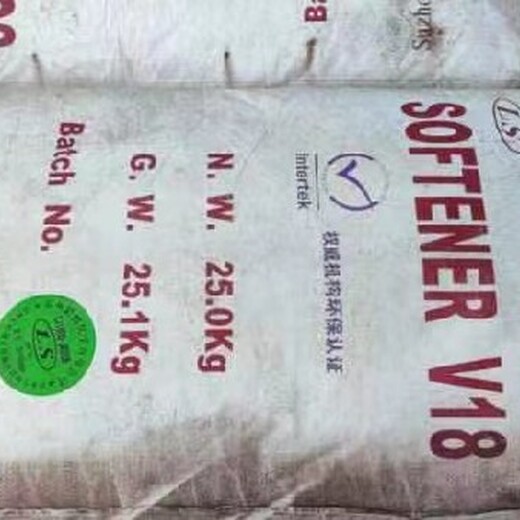 L.S
SOFTENER V18
intertek
权威机构环保认证
N. W. 25.0Kg
G. W. 25.1Kg
Batch No.
L.S